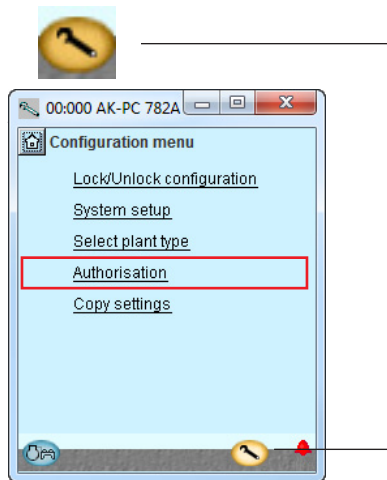 00:000 AK-PC 782A
Configuration menu
Lock/Unlock configuration
System setup
Select plant type
Authorisation
Copy settings